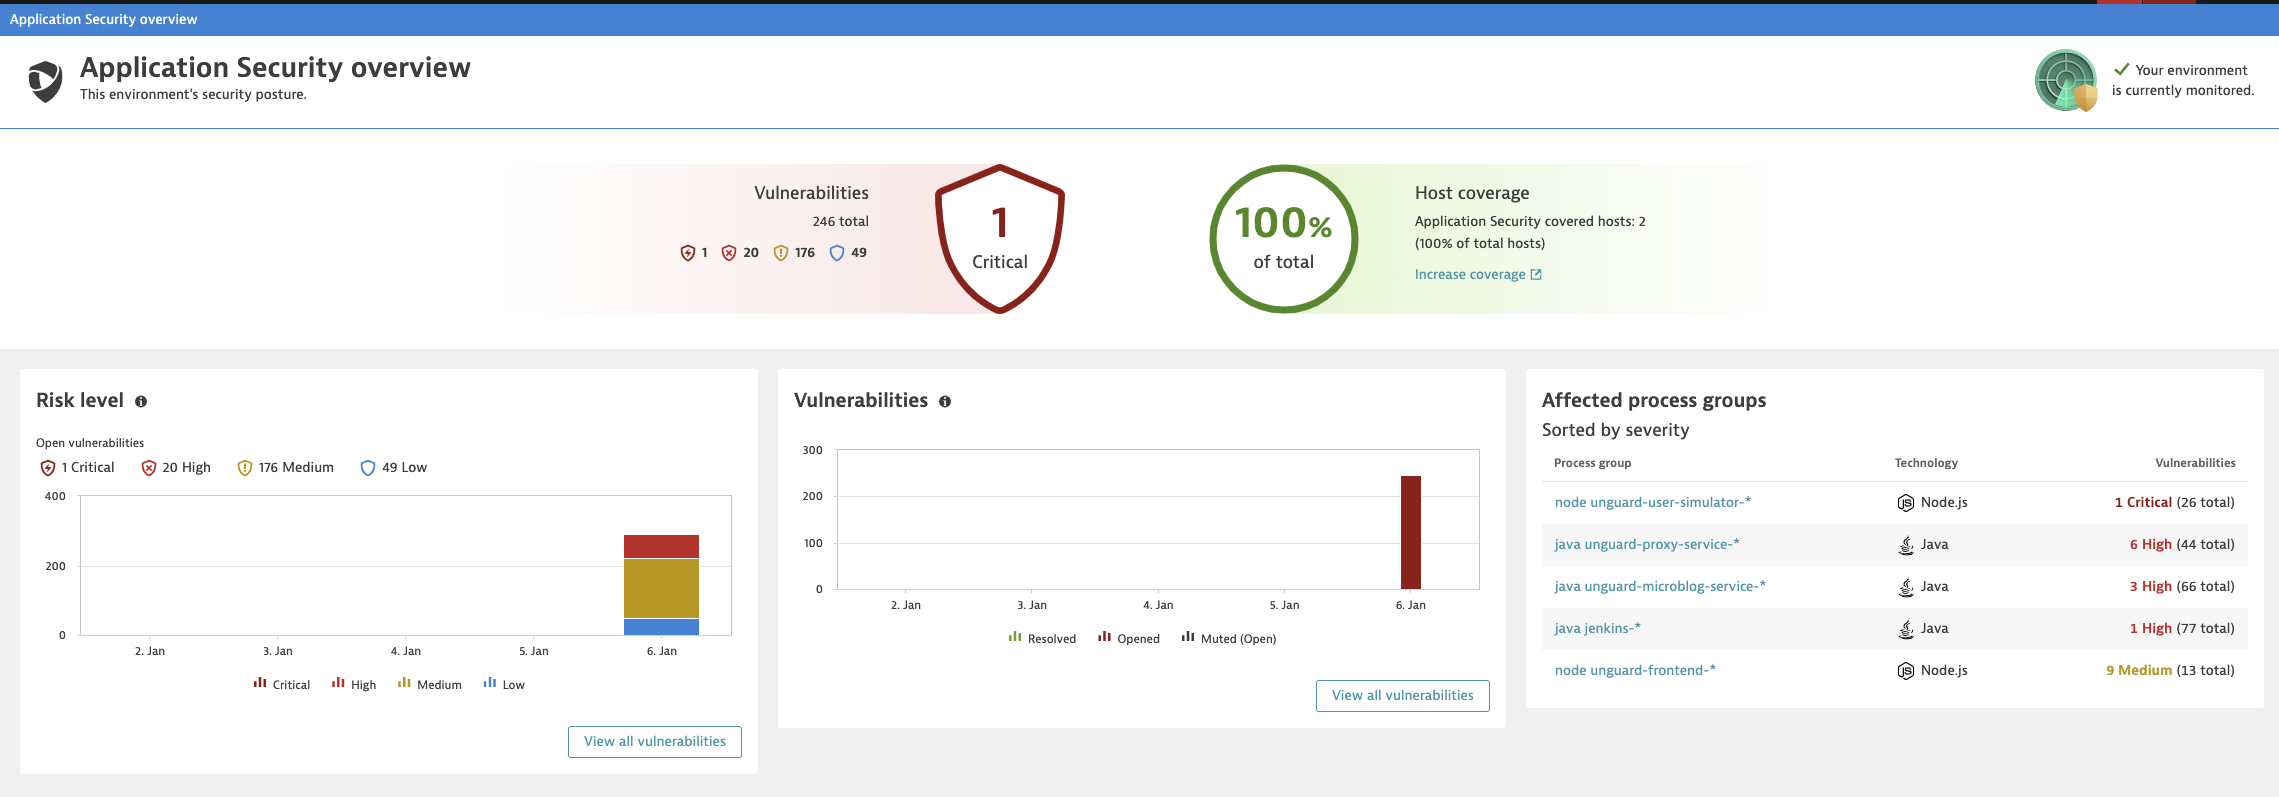 Application Security overview
Application Security overview
This environment's security posture.
Your environment
is currently monitored.
Vulnerabilities
246 total
1 20 176 49
1
Critical
100%
of total
Host coverage
Application Security covered hosts: 2
(100% of total hosts)
Increase coverage
Risk level
Open vulnerabilities
1 Critical 20 High 176 Medium 49 Low
400
200
0
2. Jan 3. Jan 4. Jan 5. Jan 6. Jan
Critical High Medium Low
View all vulnerabilities
Vulnerabilities
300
200
100
0
2. Jan 3. Jan 4. Jan 5. Jan 6. Jan
Resolved Opened Muted (Open)
View all vulnerabilities
Affected process groups
Sorted by severity
Process group Technology Vulnerabilities
node unguard-user-simulator-* JS Node.js 1 Critical (26 total)
java unguard-proxy-service-* Java 6 High (44 total)
java unguard-microblog-service-* Java 3 High (66 total)
java jenkins-* Java 1 High (77 total)
node unguard-frontend-* JS Node.js 9 Medium (13 total)